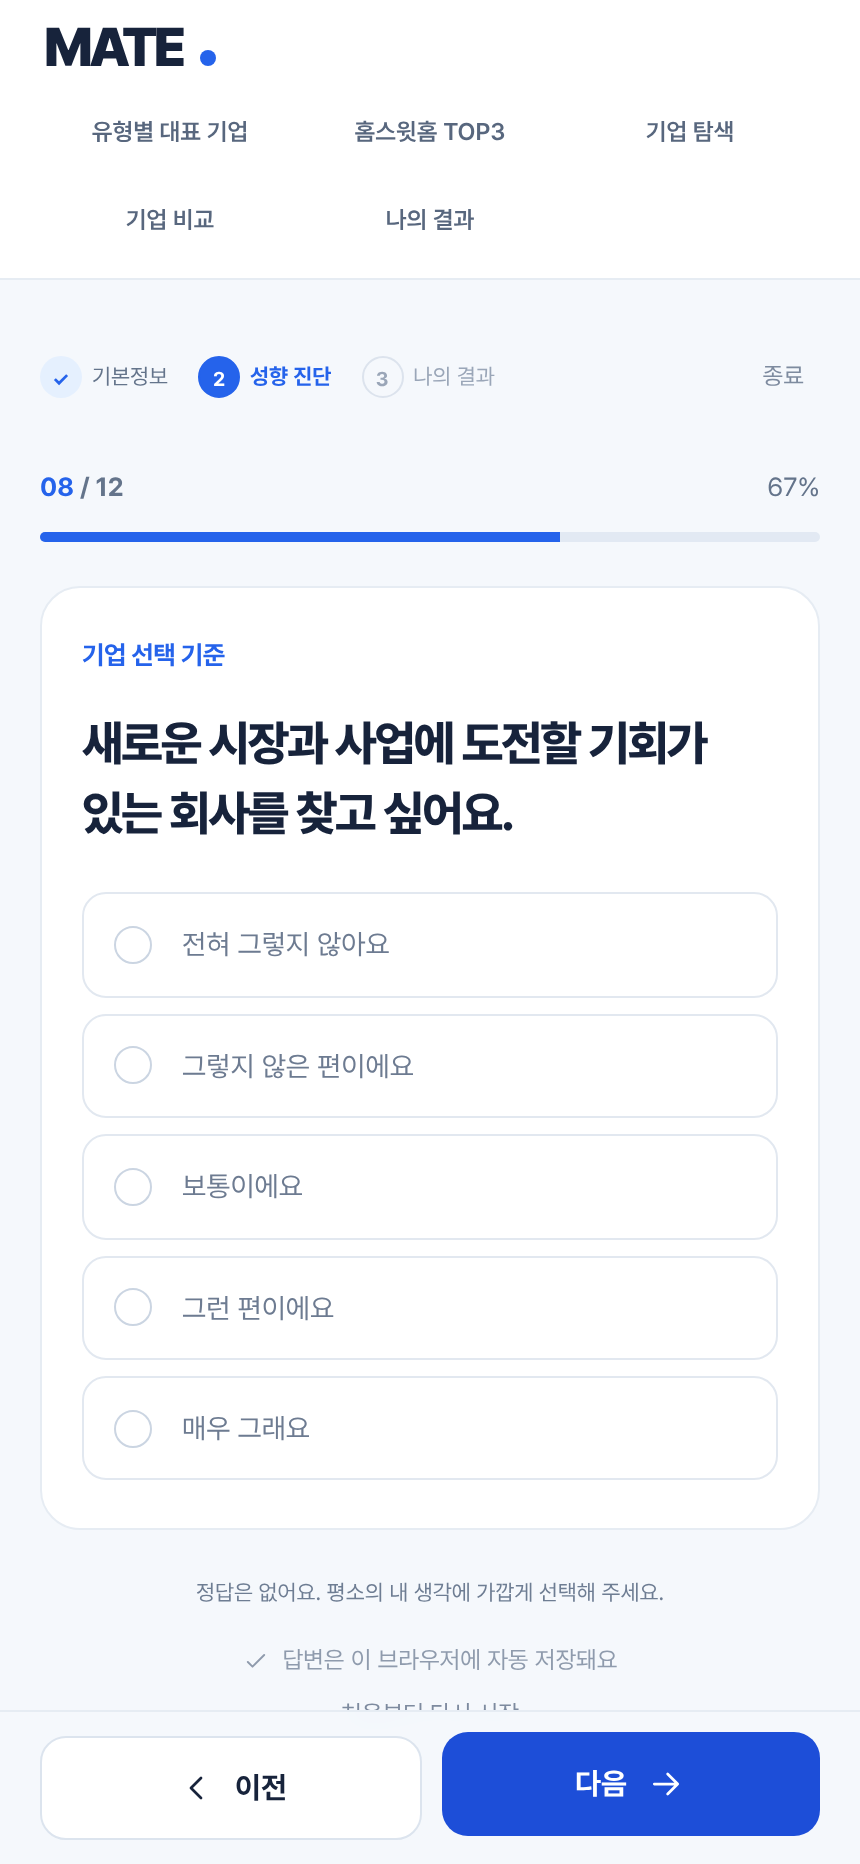 MATE
유형별 대표 기업
홈스윗홈 TOP3
기업 탐색
기업 비교
나의 결과
기본정보
2 성향 진단
3 나의 결과
종료
08 / 12
67%
기업 선택 기준
새로운 시장과 사업에 도전할 기회가
있는 회사를 찾고 싶어요.
전혀 그렇지 않아요
그렇지 않은 편이에요
보통이에요
그런 편이에요
매우 그래요
정답은 없어요. 평소의 내 생각에 가깝게 선택해 주세요.
답변은 이 브라우저에 자동 저장돼요
이전
다음